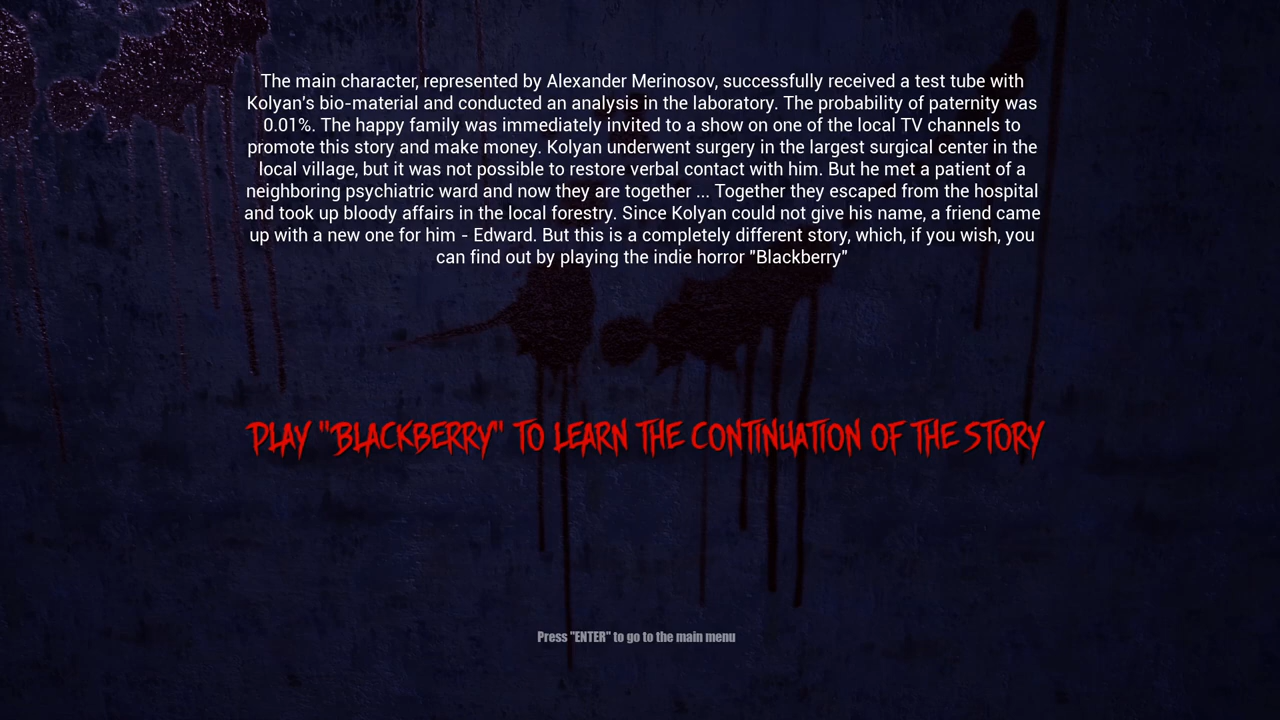 The main character, represented by Alexander Merinosov, successfully received a test tube with
Kolyan's bio-material and conducted an analysis in the laboratory. The probability of paternity was
0.01%. The happy family was immediately invited to a show on one of the local TV channels to
promote this story and make money. Kolyan underwent surgery in the largest surgical center in the
local village, but it was not possible to restore verbal contact with him. But he met a patient of a
neighboring psychiatric ward and now they are together ... Together they escaped from the hospital
and took up bloody affairs in the local forestry. Since Kolyan could not give his name, a friend came
up with a new one for him - Edward. But this is a completely different story, which, if you wish, you
can find out by playing the indie horror "Blackberry"
PLAY "BLACKBERRY" TO LEARN THE CONTINUATION OF THE STORY
Press "ENTER" to go to the main menu